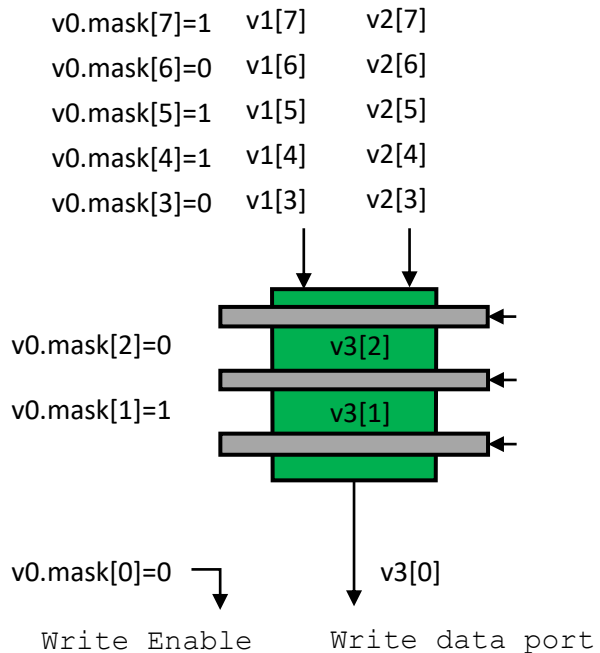 v0.mask[7]=1 v1[7] v2[7]
v0.mask[6]=0 v1[6] v2[6]
v0.mask[5]=1 v1[5] v2[5]
v0.mask[4]=1 v1[4] v2[4]
v0.mask[3]=0 v1[3] v2[3]
v0.mask[2]=0 v3[2]
v0.mask[1]=1 v3[1]
v0.mask[0]=0 v3[0]
Write Enable Write data port